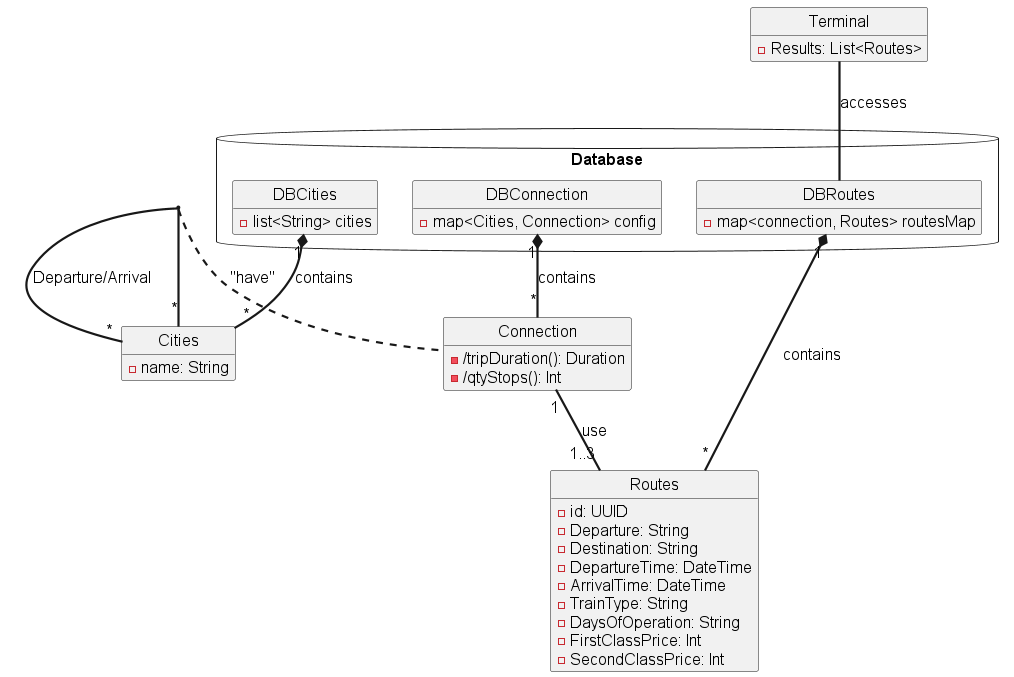 Terminal
Results: List<Routes>
accesses
Database
DBCities
list<String> cities
DBConnection
map<Cities, Connection> config
DBRoutes
map<connection, Routes> routesMap
1
1
1
Departure/Arrival
"have"
contains
contains
*
*
*
*
Cities
name: String
Connection
/tripDuration(): Duration
/qtyStops(): Int
contains
1
use
1..3
*
Routes
id: UUID
Departure: String
Destination: String
DepartureTime: DateTime
ArrivalTime: DateTime
TrainType: String
DaysOfOperation: String
FirstClassPrice: Int
SecondClassPrice: Int